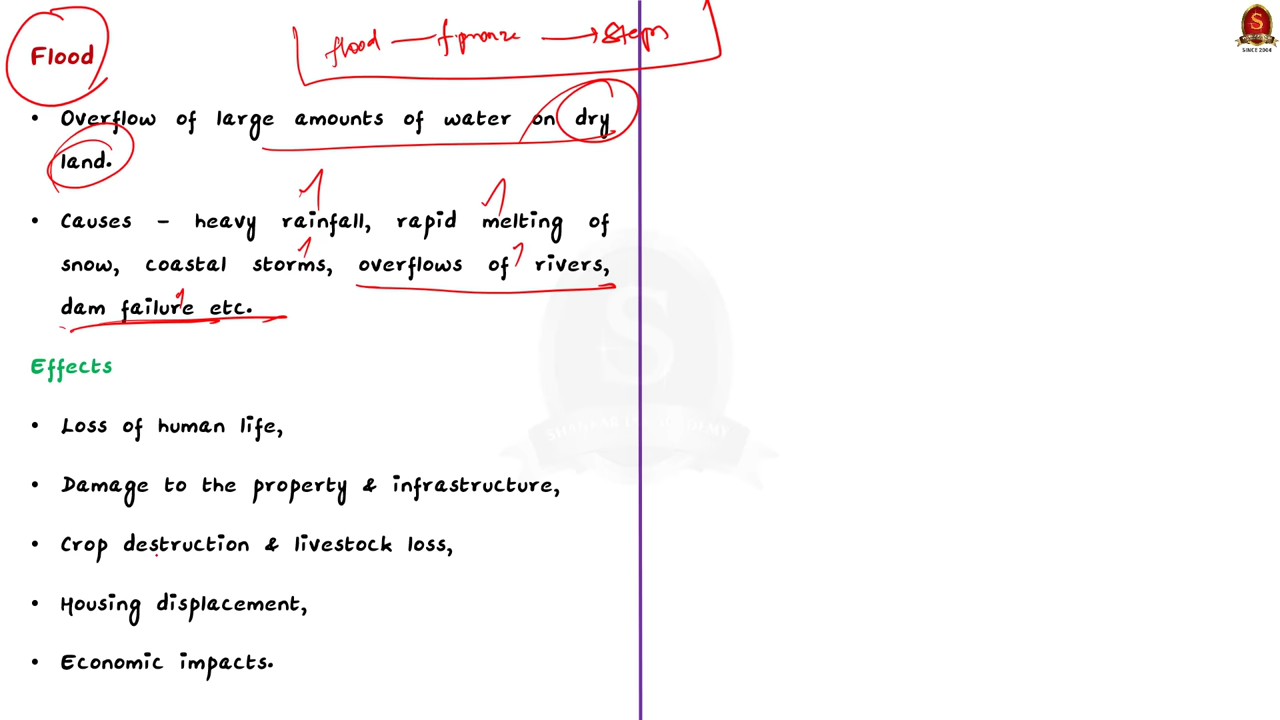 flood → steps
SINCE 2004
Flood
• Overflow of large amounts of water on dry
land.
• Causes – heavy rainfall, rapid melting of
snow, coastal storms, overflows of rivers,
dam failure etc.
Effects
• Loss of human life,
• Damage to the property & infrastructure,
• Crop destruction & livestock loss,
• Housing displacement,
• Economic impacts.